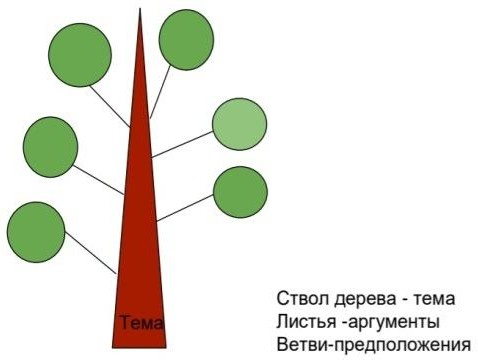 Тема
Ствол дерева - тема
Листья -аргументы
Ветви-предположения